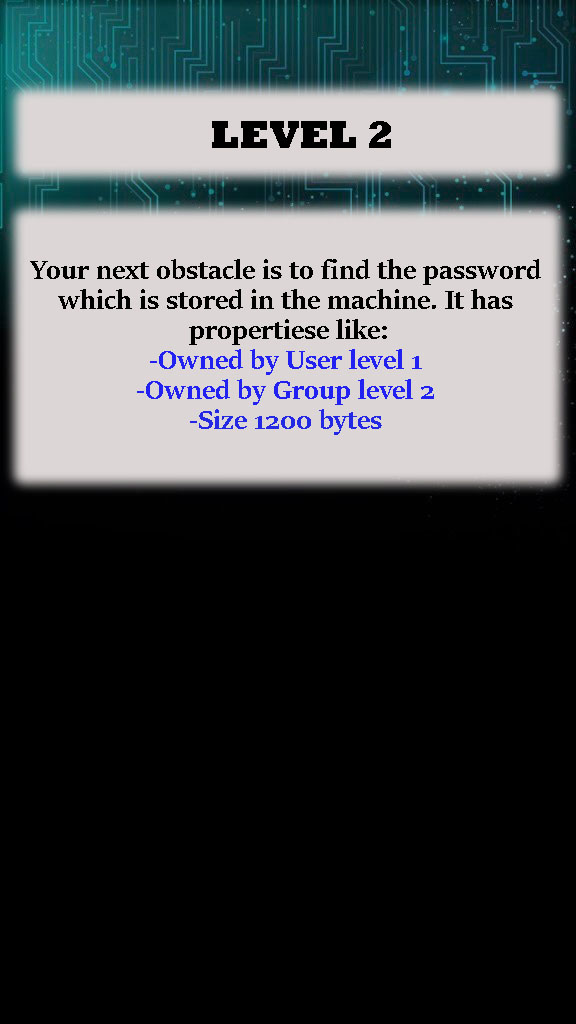 LEVEL 2
Your next obstacle is to find the password
which is stored in the machine. It has
propertiese like:
-Owned by User level 1
-Owned by Group level 2
-Size 1200 bytes